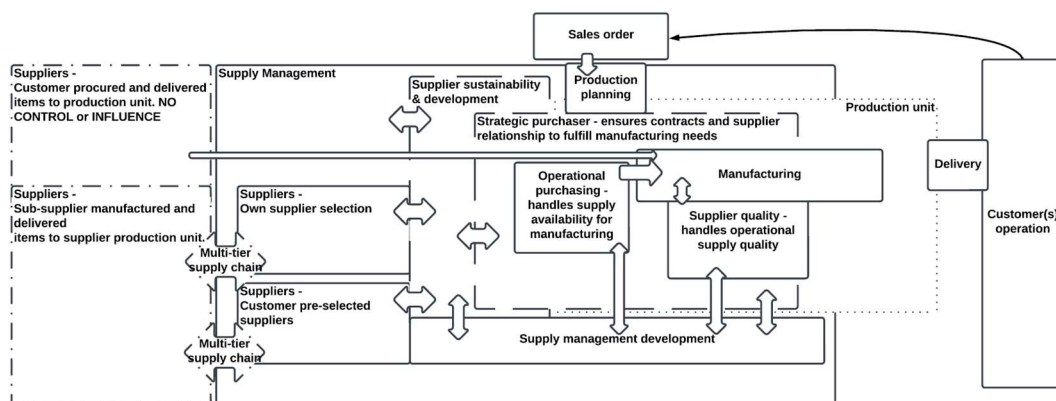 Sales order
Suppliers -
Customer procured and delivered
items to production unit. NO
CONTROL or INFLUENCE
Supply Management
Supplier sustainability
& development
Production
planning
Production unit
Strategic purchaser - ensures contracts and supplier
relationship to fulfill manufacturing needs
Delivery
Manufacturing
Operational
purchasing -
handles supply
availability for
manufacturing
Suppliers -
Sub-supplier manufactured and
delivered
items to supplier production unit.
Suppliers -
Own supplier selection
Supplier quality -
handles operational
supply quality
Customer(s)
operation
Multi-tier
supply chain
Suppliers -
Customer pre-selected
suppliers
Multi-tier
supply chain
Supply management development